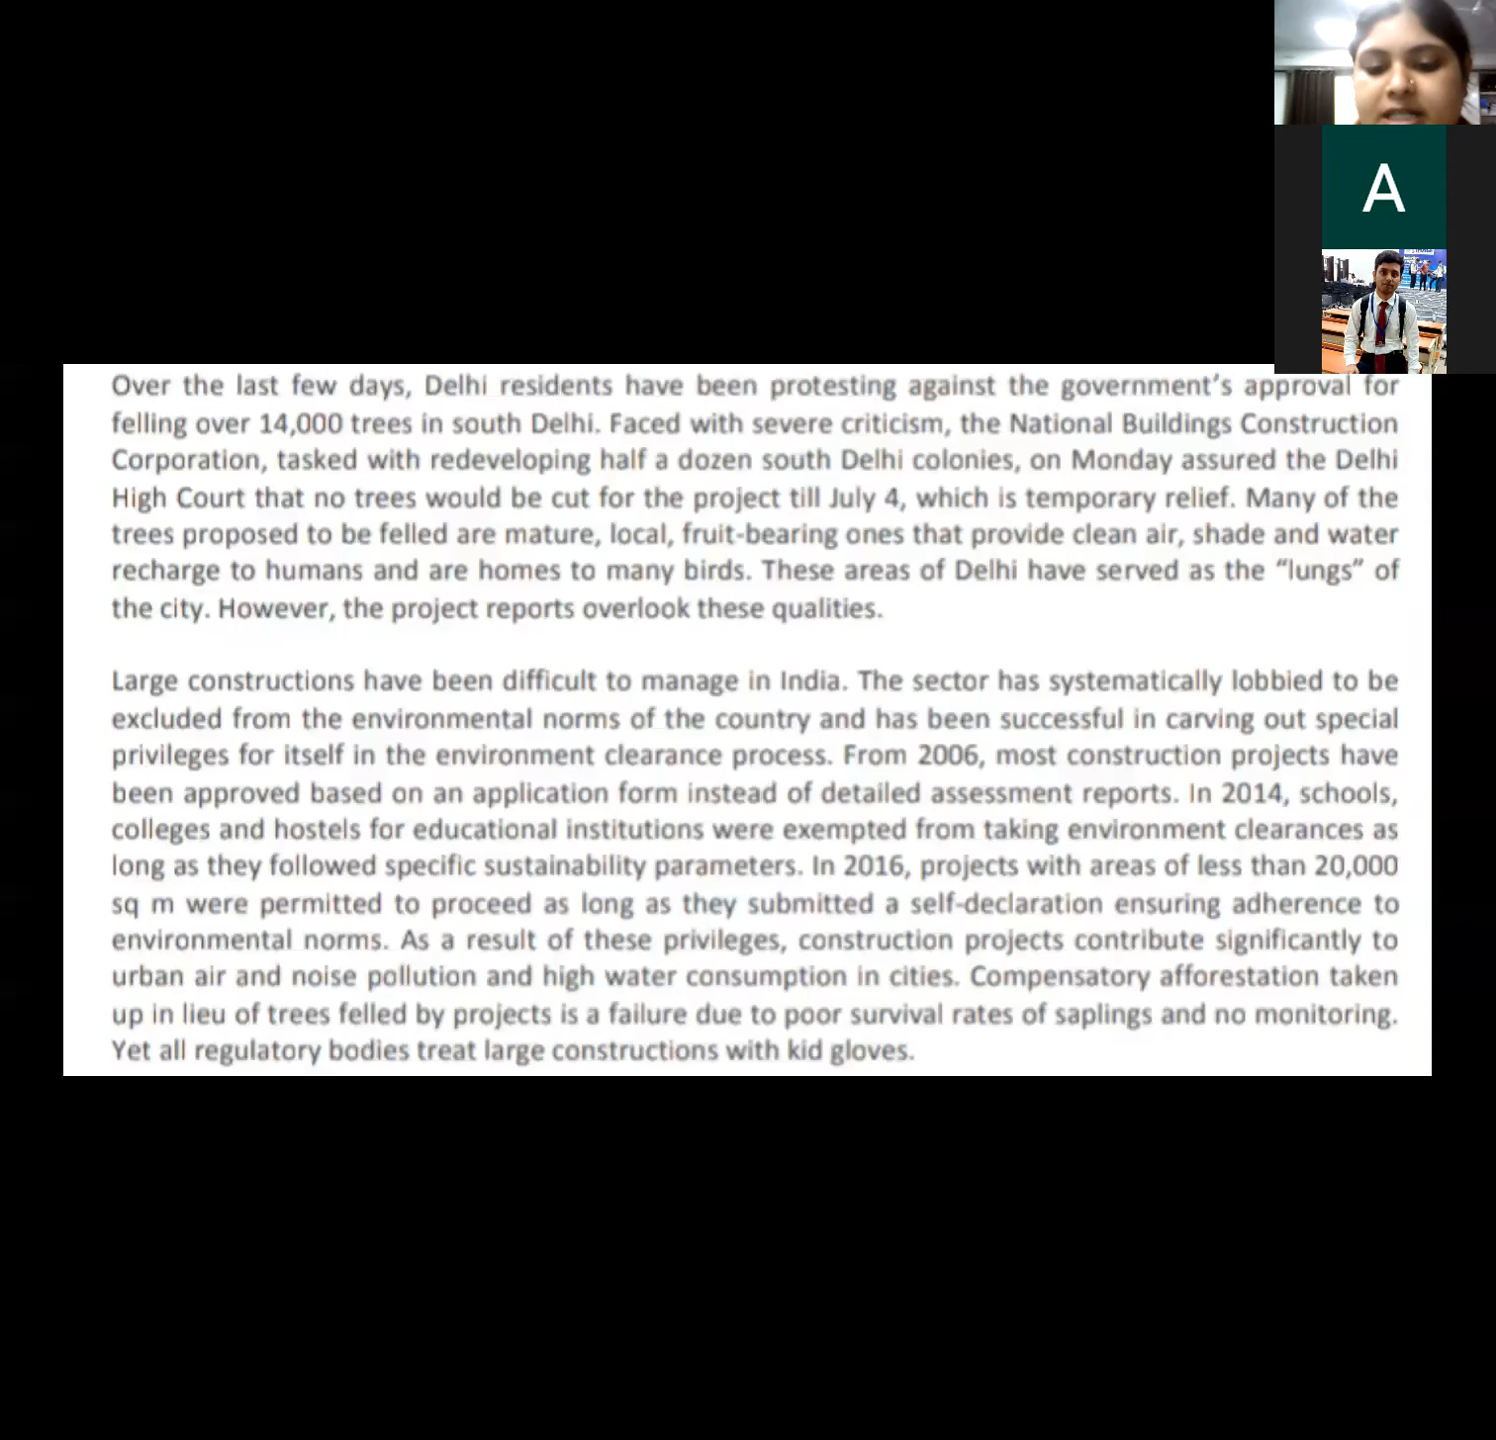 A
Over the last few days, Delhi residents have been protesting against the government's approval for
felling over 14,000 trees in south Delhi. Faced with severe criticism, the National Buildings Construction
Corporation, tasked with redeveloping half a dozen south Delhi colonies, on Monday assured the Delhi
High Court that no trees would be cut for the project till July 4, which is temporary relief. Many of the
trees proposed to be felled are mature, local, fruit-bearing ones that provide clean air, shade and water
recharge to humans and are homes to many birds. These areas of Delhi have served as the “lungs” of
the city. However, the project reports overlook these qualities.
Large constructions have been difficult to manage in India. The sector has systematically lobbied to be
excluded from the environmental norms of the country and has been successful in carving out special
privileges for itself in the environment clearance process. From 2006, most construction projects have
been approved based on an application form instead of detailed assessment reports. In 2014, schools,
colleges and hostels for educational institutions were exempted from taking environment clearances as
long as they followed specific sustainability parameters. In 2016, projects with areas of less than 20,000
sq m were permitted to proceed as long as they submitted a self-declaration ensuring adherence to
environmental norms. As a result of these privileges, construction projects contribute significantly to
urban air and noise pollution and high water consumption in cities. Compensatory afforestation taken
up in lieu of trees felled by projects is a failure due to poor survival rates of saplings and no monitoring.
Yet all regulatory bodies treat large constructions with kid gloves.